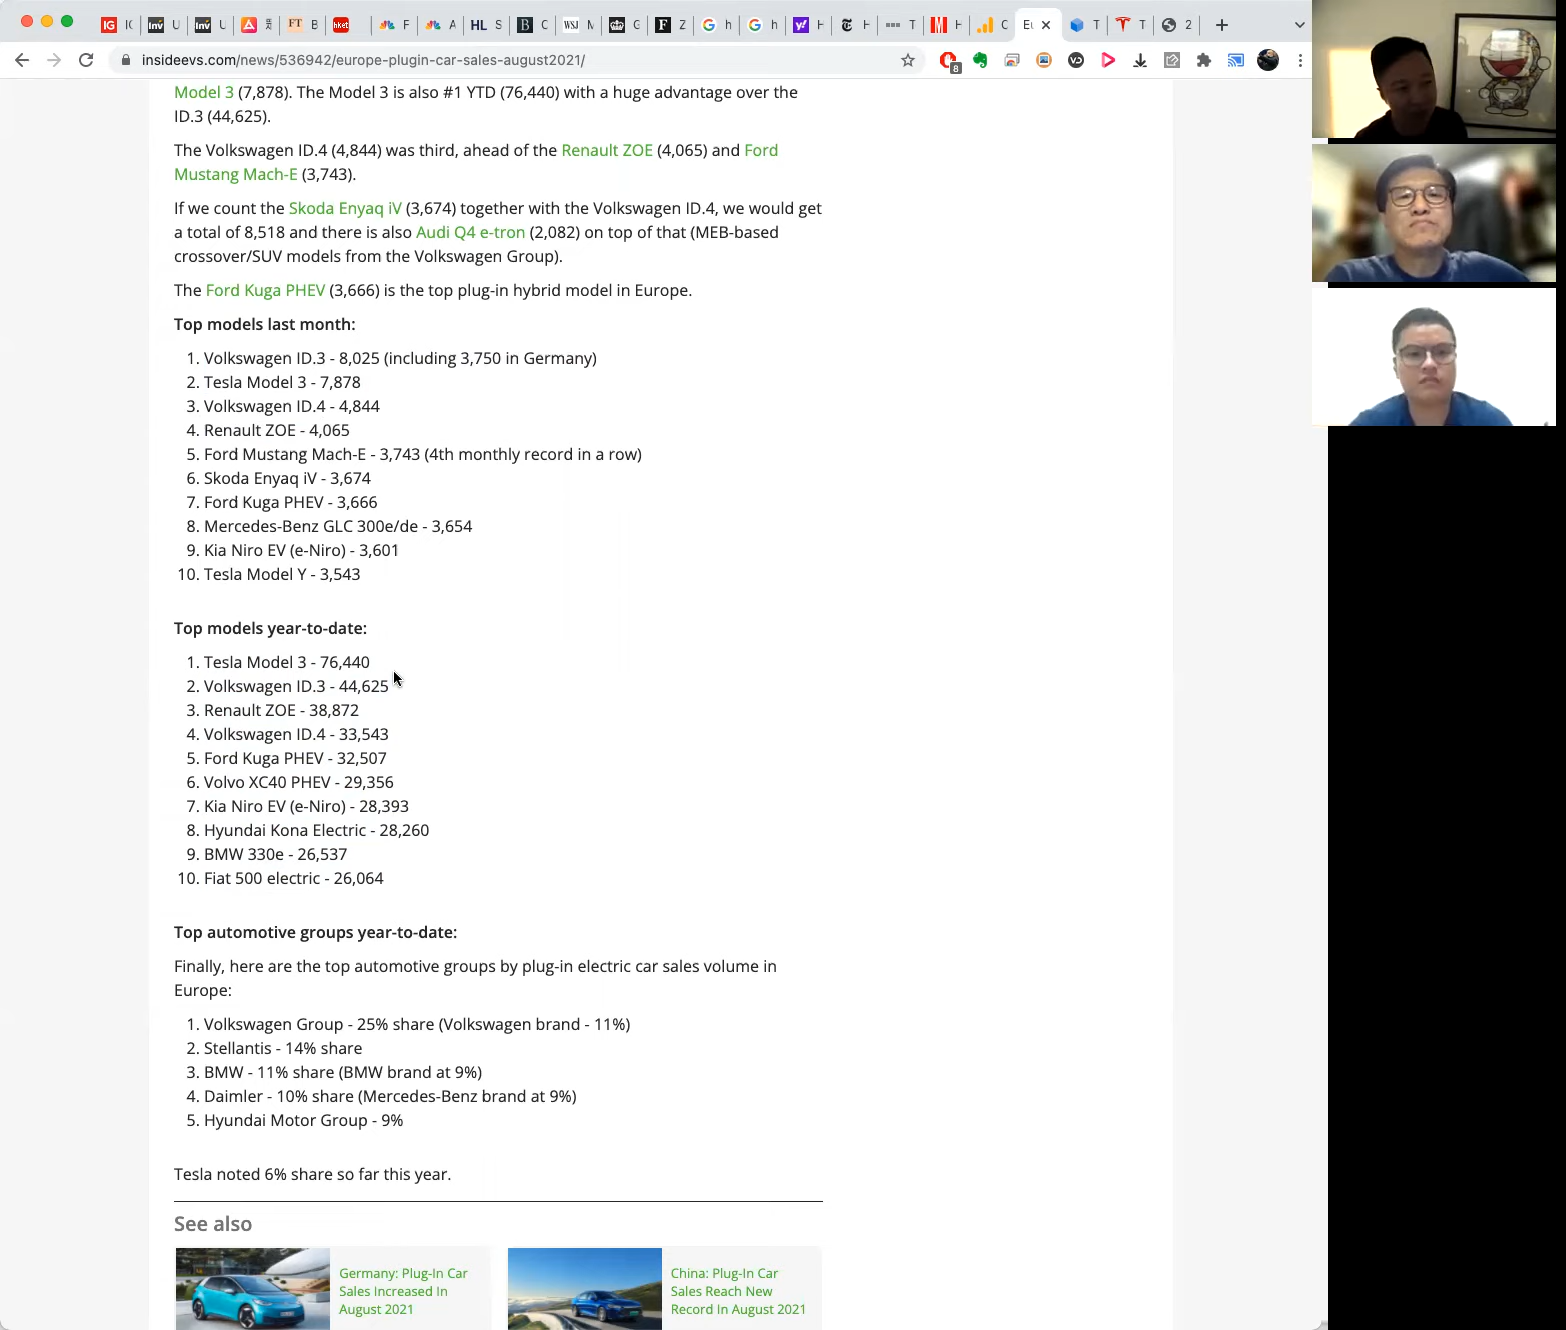 IG
IC
Inv
U
Inv
U
FT
B
hket
F
A
HL
S
B
C
WSJ
M
G
F
Z
G
h
G
h
y!
H
H
T
M
H
C
Eu
T
T
2
insideevs.com/news/536942/europe-plugin-car-sales-august2021/
8
Model 3 (7,878). The Model 3 is also #1 YTD (76,440) with a huge advantage over the
ID.3 (44,625).
The Volkswagen ID.4 (4,844) was third, ahead of the Renault ZOE (4,065) and Ford
Mustang Mach-E (3,743).
If we count the Skoda Enyaq iV (3,674) together with the Volkswagen ID.4, we would get
a total of 8,518 and there is also Audi Q4 e-tron (2,082) on top of that (MEB-based
crossover/SUV models from the Volkswagen Group).
The Ford Kuga PHEV (3,666) is the top plug-in hybrid model in Europe.
Top models last month:
1. Volkswagen ID.3 - 8,025 (including 3,750 in Germany)
2. Tesla Model 3 - 7,878
3. Volkswagen ID.4 - 4,844
4. Renault ZOE - 4,065
5. Ford Mustang Mach-E - 3,743 (4th monthly record in a row)
6. Skoda Enyaq iV - 3,674
7. Ford Kuga PHEV - 3,666
8. Mercedes-Benz GLC 300e/de - 3,654
9. Kia Niro EV (e-Niro) - 3,601
10. Tesla Model Y - 3,543
Top models year-to-date:
1. Tesla Model 3 - 76,440
2. Volkswagen ID.3 - 44,625
3. Renault ZOE - 38,872
4. Volkswagen ID.4 - 33,543
5. Ford Kuga PHEV - 32,507
6. Volvo XC40 PHEV - 29,356
7. Kia Niro EV (e-Niro) - 28,393
8. Hyundai Kona Electric - 28,260
9. BMW 330e - 26,537
10. Fiat 500 electric - 26,064
Top automotive groups year-to-date:
Finally, here are the top automotive groups by plug-in electric car sales volume in
Europe:
1. Volkswagen Group - 25% share (Volkswagen brand - 11%)
2. Stellantis - 14% share
3. BMW - 11% share (BMW brand at 9%)
4. Daimler - 10% share (Mercedes-Benz brand at 9%)
5. Hyundai Motor Group - 9%
Tesla noted 6% share so far this year.
See also
Germany: Plug-In Car
Sales Increased In
August 2021
China: Plug-In Car
Sales Reach New
Record In August 2021